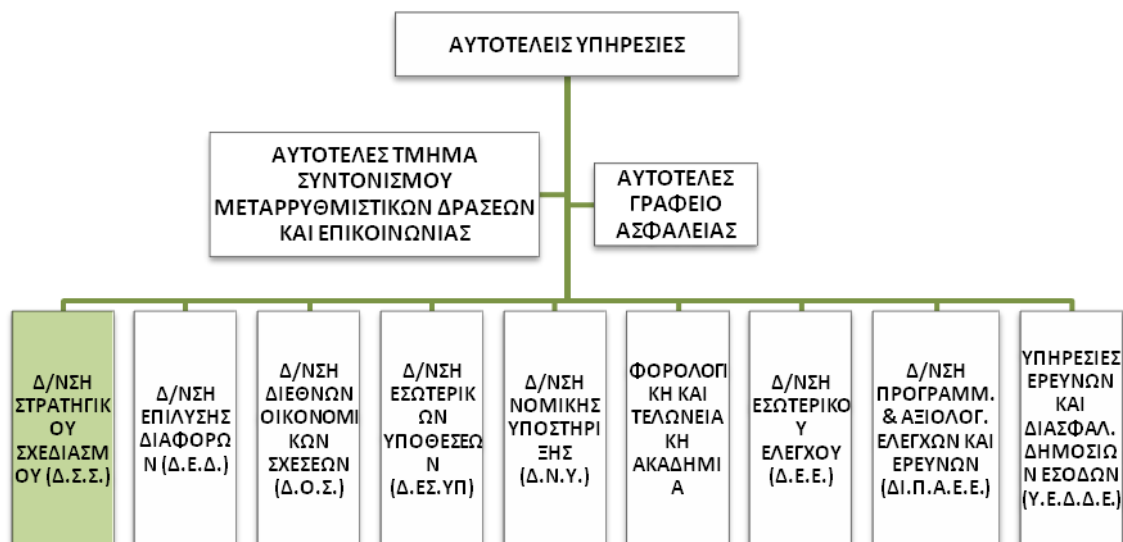 ΑΥΤΟΤΕΛΕΙΣ ΥΠΗΡΕΣΙΕΣ
ΑΥΤΟΤΕΛΕΣ ΤΜΗΜΑ
ΣΥΝΤΟΝΙΣΜΟΥ
ΜΕΤΑΡΡΥΘΜΙΣΤΙΚΩΝ ΔΡΑΣΕΩΝ
ΚΑΙ ΕΠΙΚΟΙΝΩΝΙΑΣ
ΑΥΤΟΤΕΛΕΣ
ΓΡΑΦΕΙΟ
ΑΣΦΑΛΕΙΑΣ
Δ/ΝΣΗ
ΣΤΡΑΤΗΓΙΚ
ΟΥ
ΣΧΕΔΙΑΣΜ
ΟΥ (Δ.Σ.Σ.)
Δ/ΝΣΗ
ΕΠΙΛΥΣΗΣ
ΔΙΑΦΟΡΩ
Ν (Δ.Ε.Δ.)
Δ/ΝΣΗ
ΔΙΕΘΝΩΝ
ΟΙΚΟΝΟΜΙ
ΚΩΝ
ΣΧΕΣΕΩΝ
(Δ.Ο.Σ.)
Δ/ΝΣΗ
ΕΣΩΤΕΡΙΚ
ΩΝ
ΥΠΟΘΕΣΕΩ
Ν
(Δ.ΕΣ.ΥΠ)
Δ/ΝΣΗ
ΝΟΜΙΚΗΣ
ΥΠΟΣΤΗΡΙ
ΞΗΣ
(Δ.Ν.Υ.)
ΦΟΡΟΛΟΓΙ
ΚΗ ΚΑΙ
ΤΕΛΩΝΕΙΑ
ΚΗ
ΑΚΑΔΗΜΙ
Α
Δ/ΝΣΗ
ΕΣΩΤΕΡΙΚΟ
Υ
ΕΛΕΓΧΟΥ
(Δ.Ε.Ε.)
Δ/ΝΣΗ
ΠΡΟΓΡΑΜΜ.
& ΑΞΙΟΛΟΓ.
ΕΛΕΓΧΩΝ ΚΑΙ
ΕΡΕΥΝΩΝ
(ΔΙ.Π.Α.Ε.Ε.)
ΥΠΗΡΕΣΙΕΣ
ΕΡΕΥΝΩΝ
ΚΑΙ
ΔΙΑΣΦΑΛ.
ΔΗΜΟΣΙΩ
Ν ΕΣΟΔΩΝ
(Υ.Ε.Δ.Δ.Ε.)